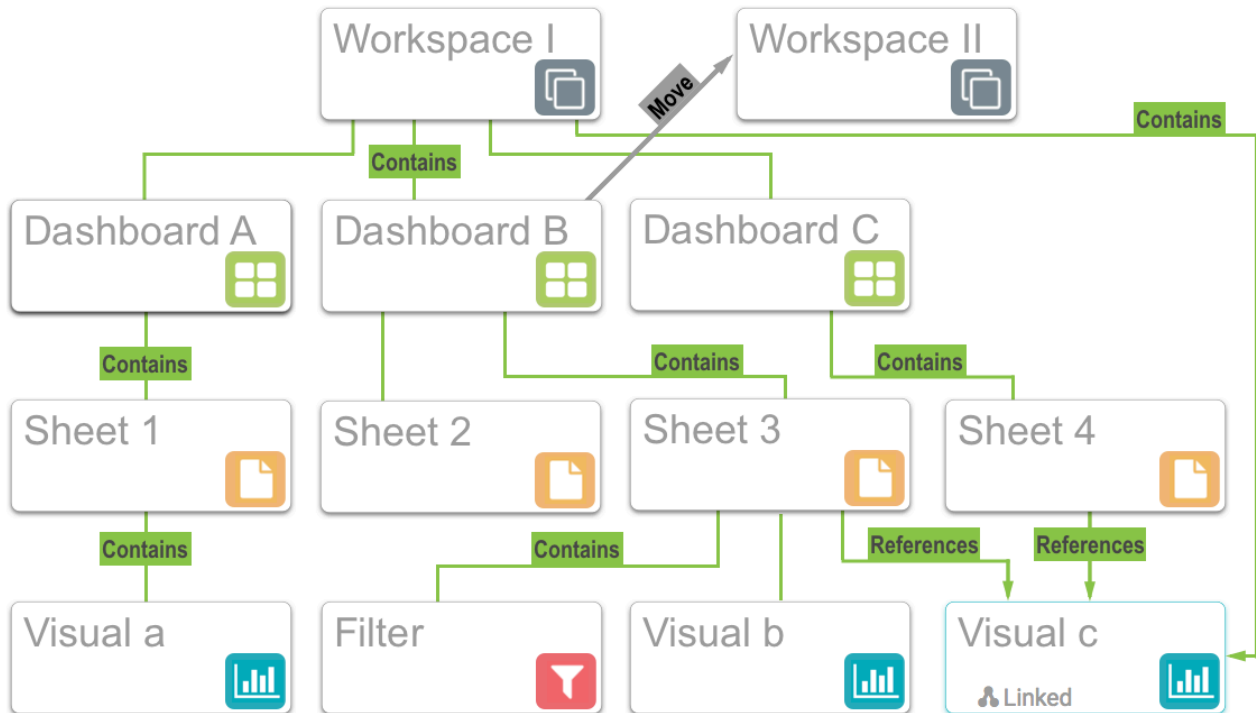 Workspace I
Workspace II
Move
Contains
Contains
Dashboard A
Dashboard B
Dashboard C
Contains
Contains
Contains
Sheet 1
Sheet 2
Sheet 3
Sheet 4
Contains
Contains
References
References
Visual a
Filter
Visual b
Visual c
Linked